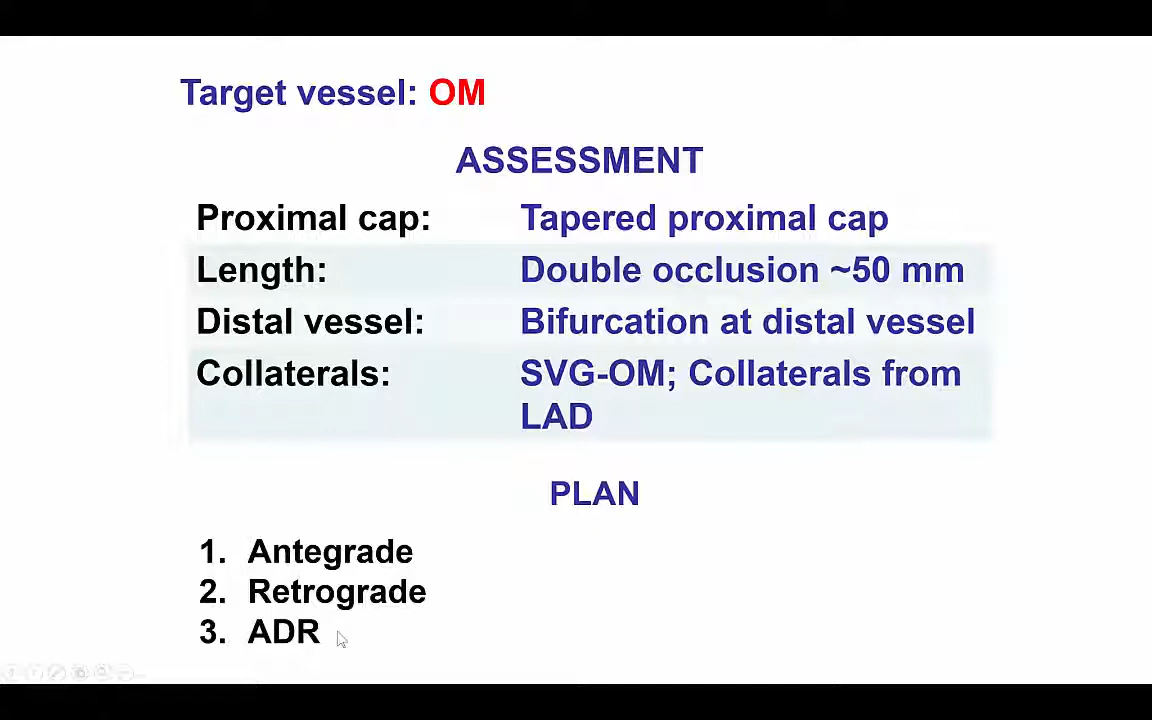 Target vessel: OM
ASSESSMENT
Proximal cap: Tapered proximal cap
Length: Double occlusion ~50 mm
Distal vessel: Bifurcation at distal vessel
Collaterals: SVG-OM; Collaterals from
LAD
PLAN
1. Antegrade
2. Retrograde
3. ADR